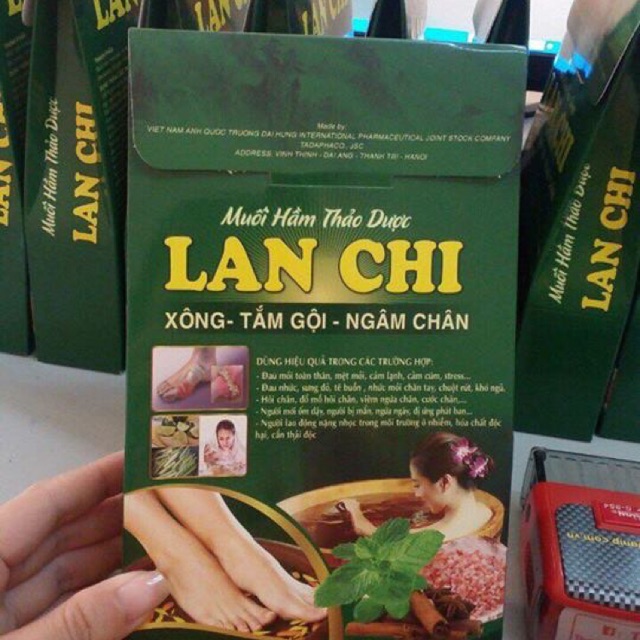 Made by:
VIET NAM ANH QUOC TRUONG DAI HUNG INTERNATIONAL PHARMACEUTICAL JOINT STOCK COMPANY
TADAPHACO., JSC
ADDRESS: VINH THINH - DAI ANG - THANH TRI - HANOI
Muối Hầm Thảo Dược
LAN CHI
XÔNG- TẮM GỘI - NGÂM CHÂN
DÙNG HIỆU QUẢ TRONG CÁC TRƯỜNG HỢP:
- Đau mỏi toàn thân, mệt mỏi, cảm lạnh, cảm cúm, stress...
- Đau nhức, sưng đỏ, tê buồn, nhức mỏi chân tay, chuột rút, khó ngủ.
- Hôi chân, đổ mồ hôi chân, viêm ngứa chân, cước chân,...
- Người mới ốm dậy, người bị mẩn, ngứa ngáy, dị ứng phát ban...
- Người lao động nặng nhọc trong môi trường ô nhiễm, hóa chất độc
hại, cần thải độc
Muối Hầm Thảo Dược
LAN CHI
Muối Hầm Thảo Dược
LAN CHI